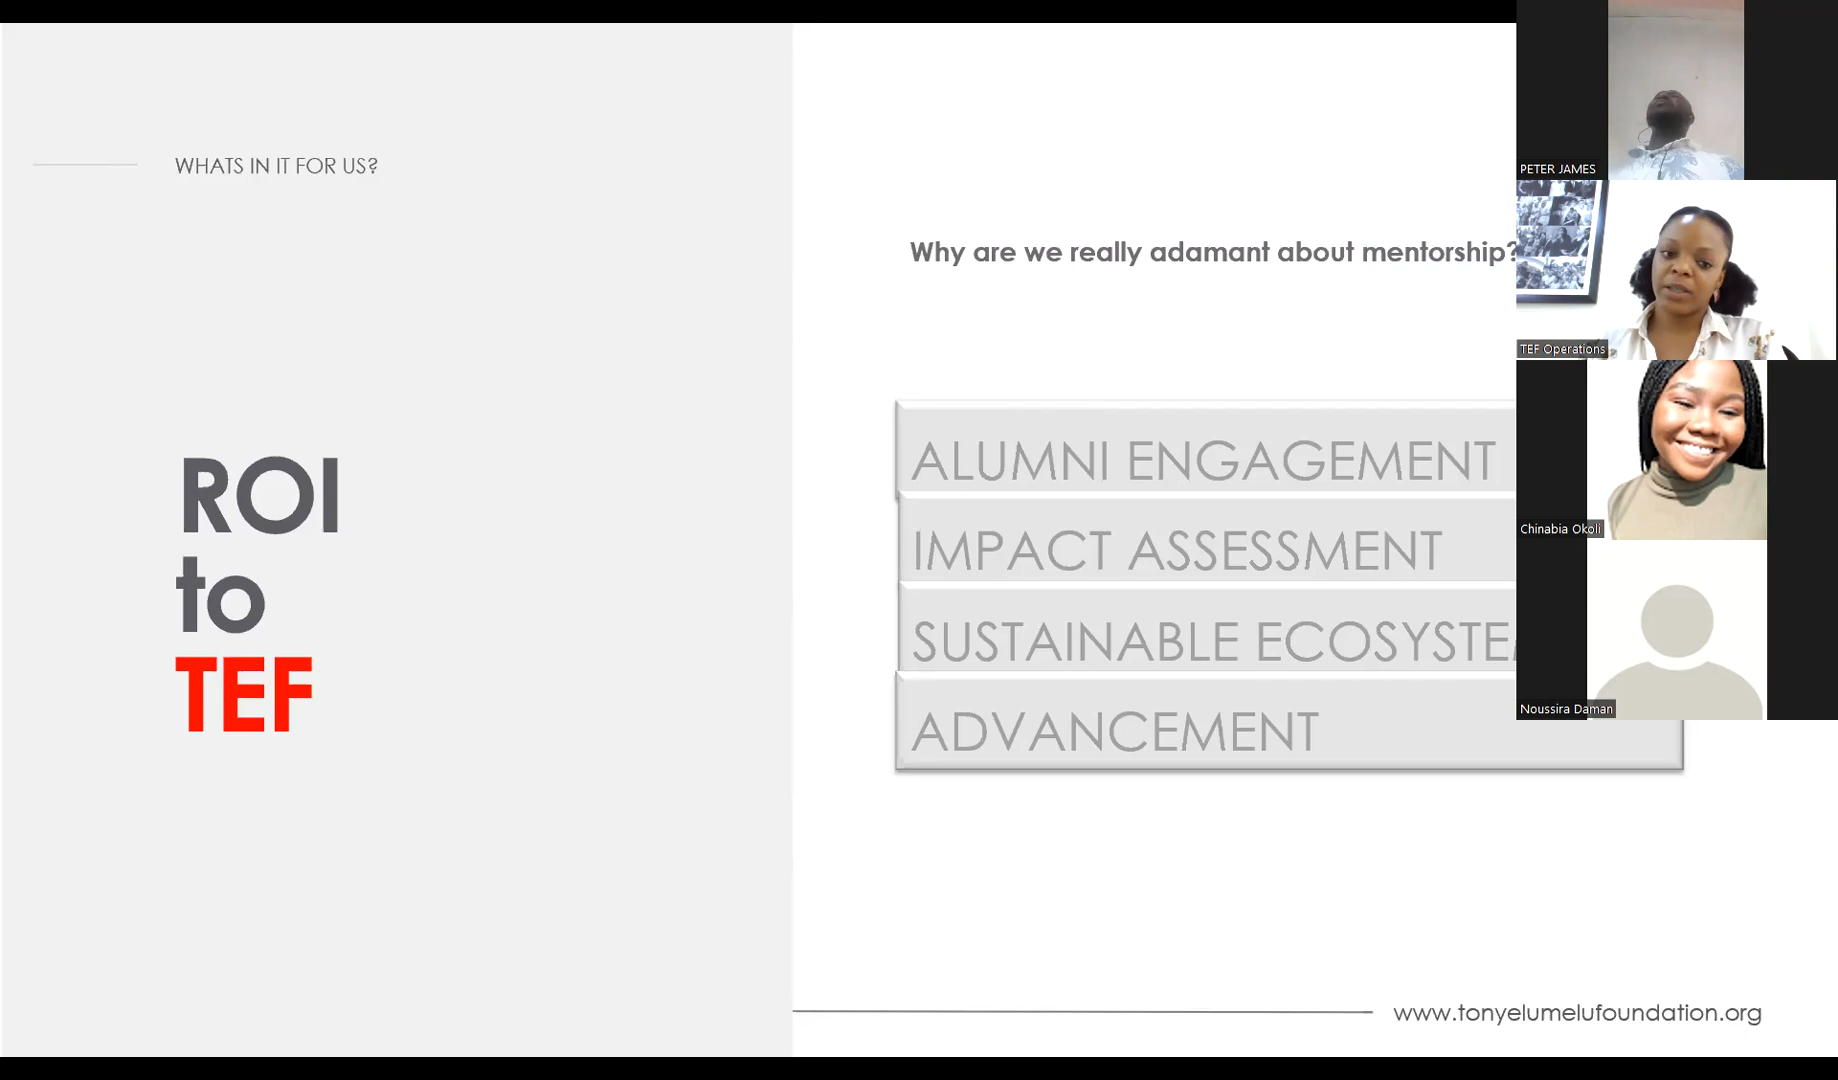 WHATS IN IT FOR US?
ROI
to
TEF
Why are we really adamant about mentorship?
ALUMNI ENGAGEMENT
IMPACT ASSESSMENT
SUSTAINABLE
ADVANCEMENT
www.tonyelumelufoundation.org
PETER JAMES
TEF Operations
Chinabia Okoli
Noussira Daman